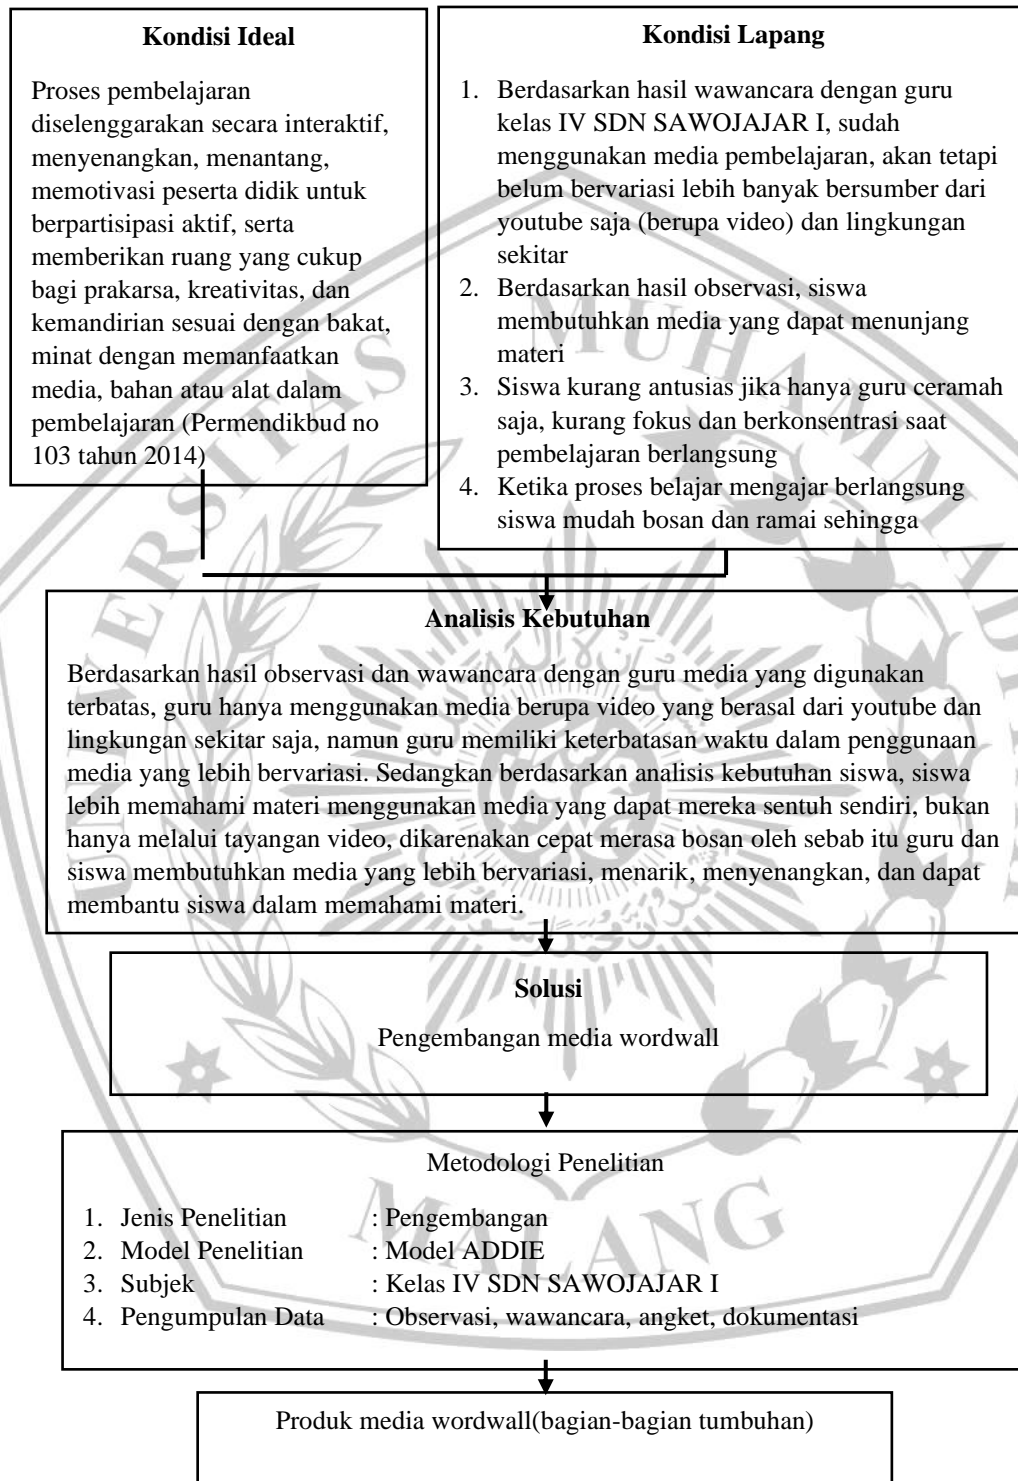 Kondisi Ideal
Proses pembelajaran
diselenggarakan secara interaktif,
menyenangkan, menantang,
memotivasi peserta didik untuk
berpartisipasi aktif, serta
memberikan ruang yang cukup
bagi prakarsa, kreativitas, dan
kemandirian sesuai dengan bakat,
minat dengan memanfaatkan
media, bahan atau alat dalam
pembelajaran (Permendikbud no
103 tahun 2014)
Kondisi Lapang
1. Berdasarkan hasil wawancara dengan guru
kelas IV SDN SAWOJAJAR I, sudah
menggunakan media pembelajaran, akan tetapi
belum bervariasi lebih banyak bersumber dari
youtube saja (berupa video) dan lingkungan
sekitar
2. Berdasarkan hasil observasi, siswa
membutuhkan media yang dapat menunjang
materi
3. Siswa kurang antusias jika hanya guru ceramah
saja, kurang fokus dan berkonsentrasi saat
pembelajaran berlangsung
4. Ketika proses belajar mengajar berlangsung
siswa mudah bosan dan ramai sehingga
Analisis Kebutuhan
Berdasarkan hasil observasi dan wawancara dengan guru media yang digunakan
terbatas, guru hanya menggunakan media berupa video yang berasal dari youtube dan
lingkungan sekitar saja, namun guru memiliki keterbatasan waktu dalam penggunaan
media yang lebih bervariasi. Sedangkan berdasarkan analisis kebutuhan siswa, siswa
lebih memahami materi menggunakan media yang dapat mereka sentuh sendiri, bukan
hanya melalui tayangan video, dikarenakan cepat merasa bosan oleh sebab itu guru dan
siswa membutuhkan media yang lebih bervariasi, menarik, menyenangkan, dan dapat
membantu siswa dalam memahami materi.
Solusi
Pengembangan media wordwall
Metodologi Penelitian
1. Jenis Penelitian : Pengembangan
2. Model Penelitian : Model ADDIE
3. Subjek : Kelas IV SDN SAWOJAJAR I
4. Pengumpulan Data : Observasi, wawancara, angket, dokumentasi
Produk media wordwall(bagian-bagian tumbuhan)
UNIVERSITAS MUHAMMADIYAH
MALANG